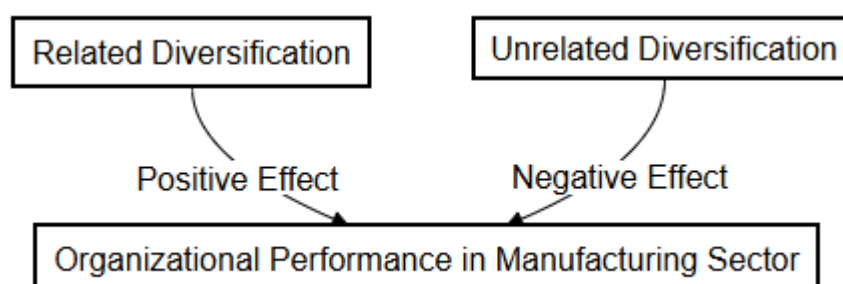 Related Diversification
Unrelated Diversification
Positive Effect
Negative Effect
Organizational Performance in Manufacturing Sector